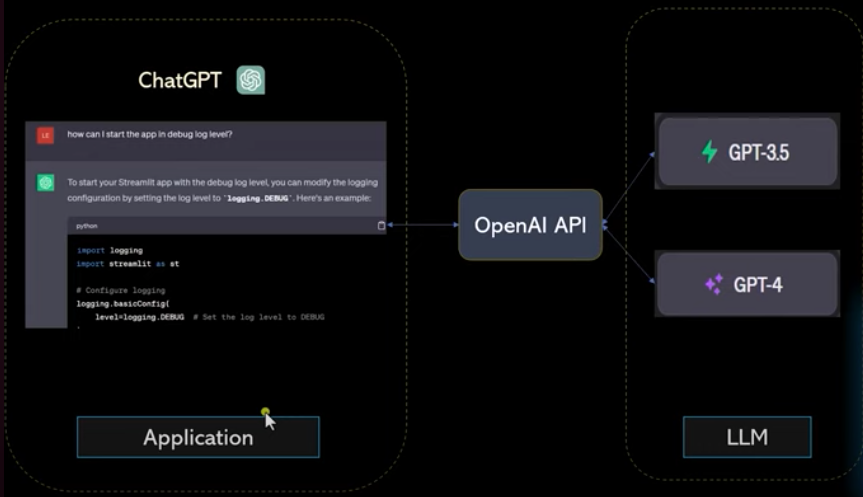 ChatGPT
LE
how can I start the app in debug log level?
To start your Streamlit app with the debug log level, you can modify the logging
configuration by setting the log level to `logging.DEBUG`. Here's an example:
python
import logging
import streamlit as st
# Configure logging
logging.basicConfig(
level=logging.DEBUG  # Set the log level to DEBUG
Application
OpenAI API
GPT-3.5
GPT-4
LLM